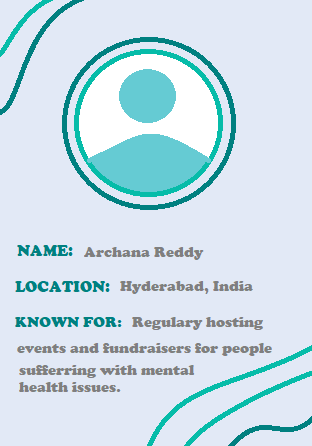 NAME: Archana Reddy
LOCATION: Hyderabad, India
KNOWN FOR: Regulary hosting
events and fundraisers for people
sufferring with mental
health issues.